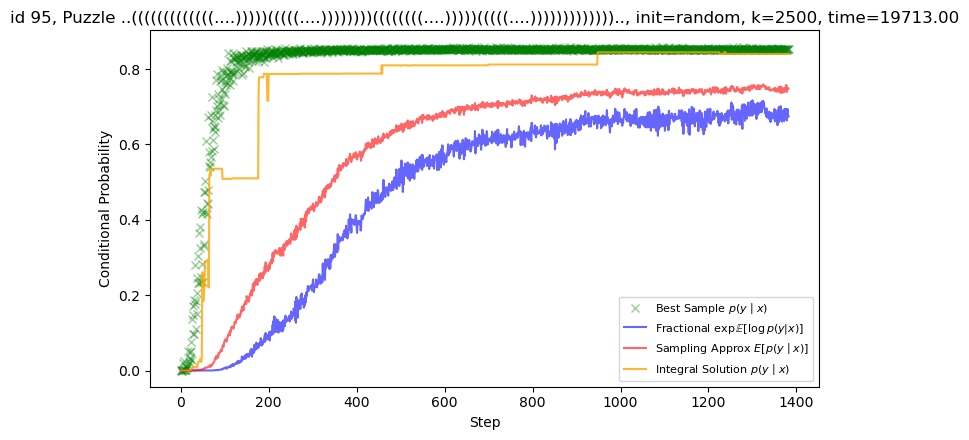 id 95, Puzzle ..(((((((((((((....)))))(((((....))))))))((((((((....)))))(((((....))))))))))))).., init=random, k=2500, time=19713.00
Conditional Probability
0.8
0.6
0.4
0.2
0.0
Best Sample p(y | x)
Fractional exp𝔼[log p(y|x)]
Sampling Approx E[p(y | x)]
Integral Solution p(y | x)
0 200 400 600 800 1000 1200 1400
Step